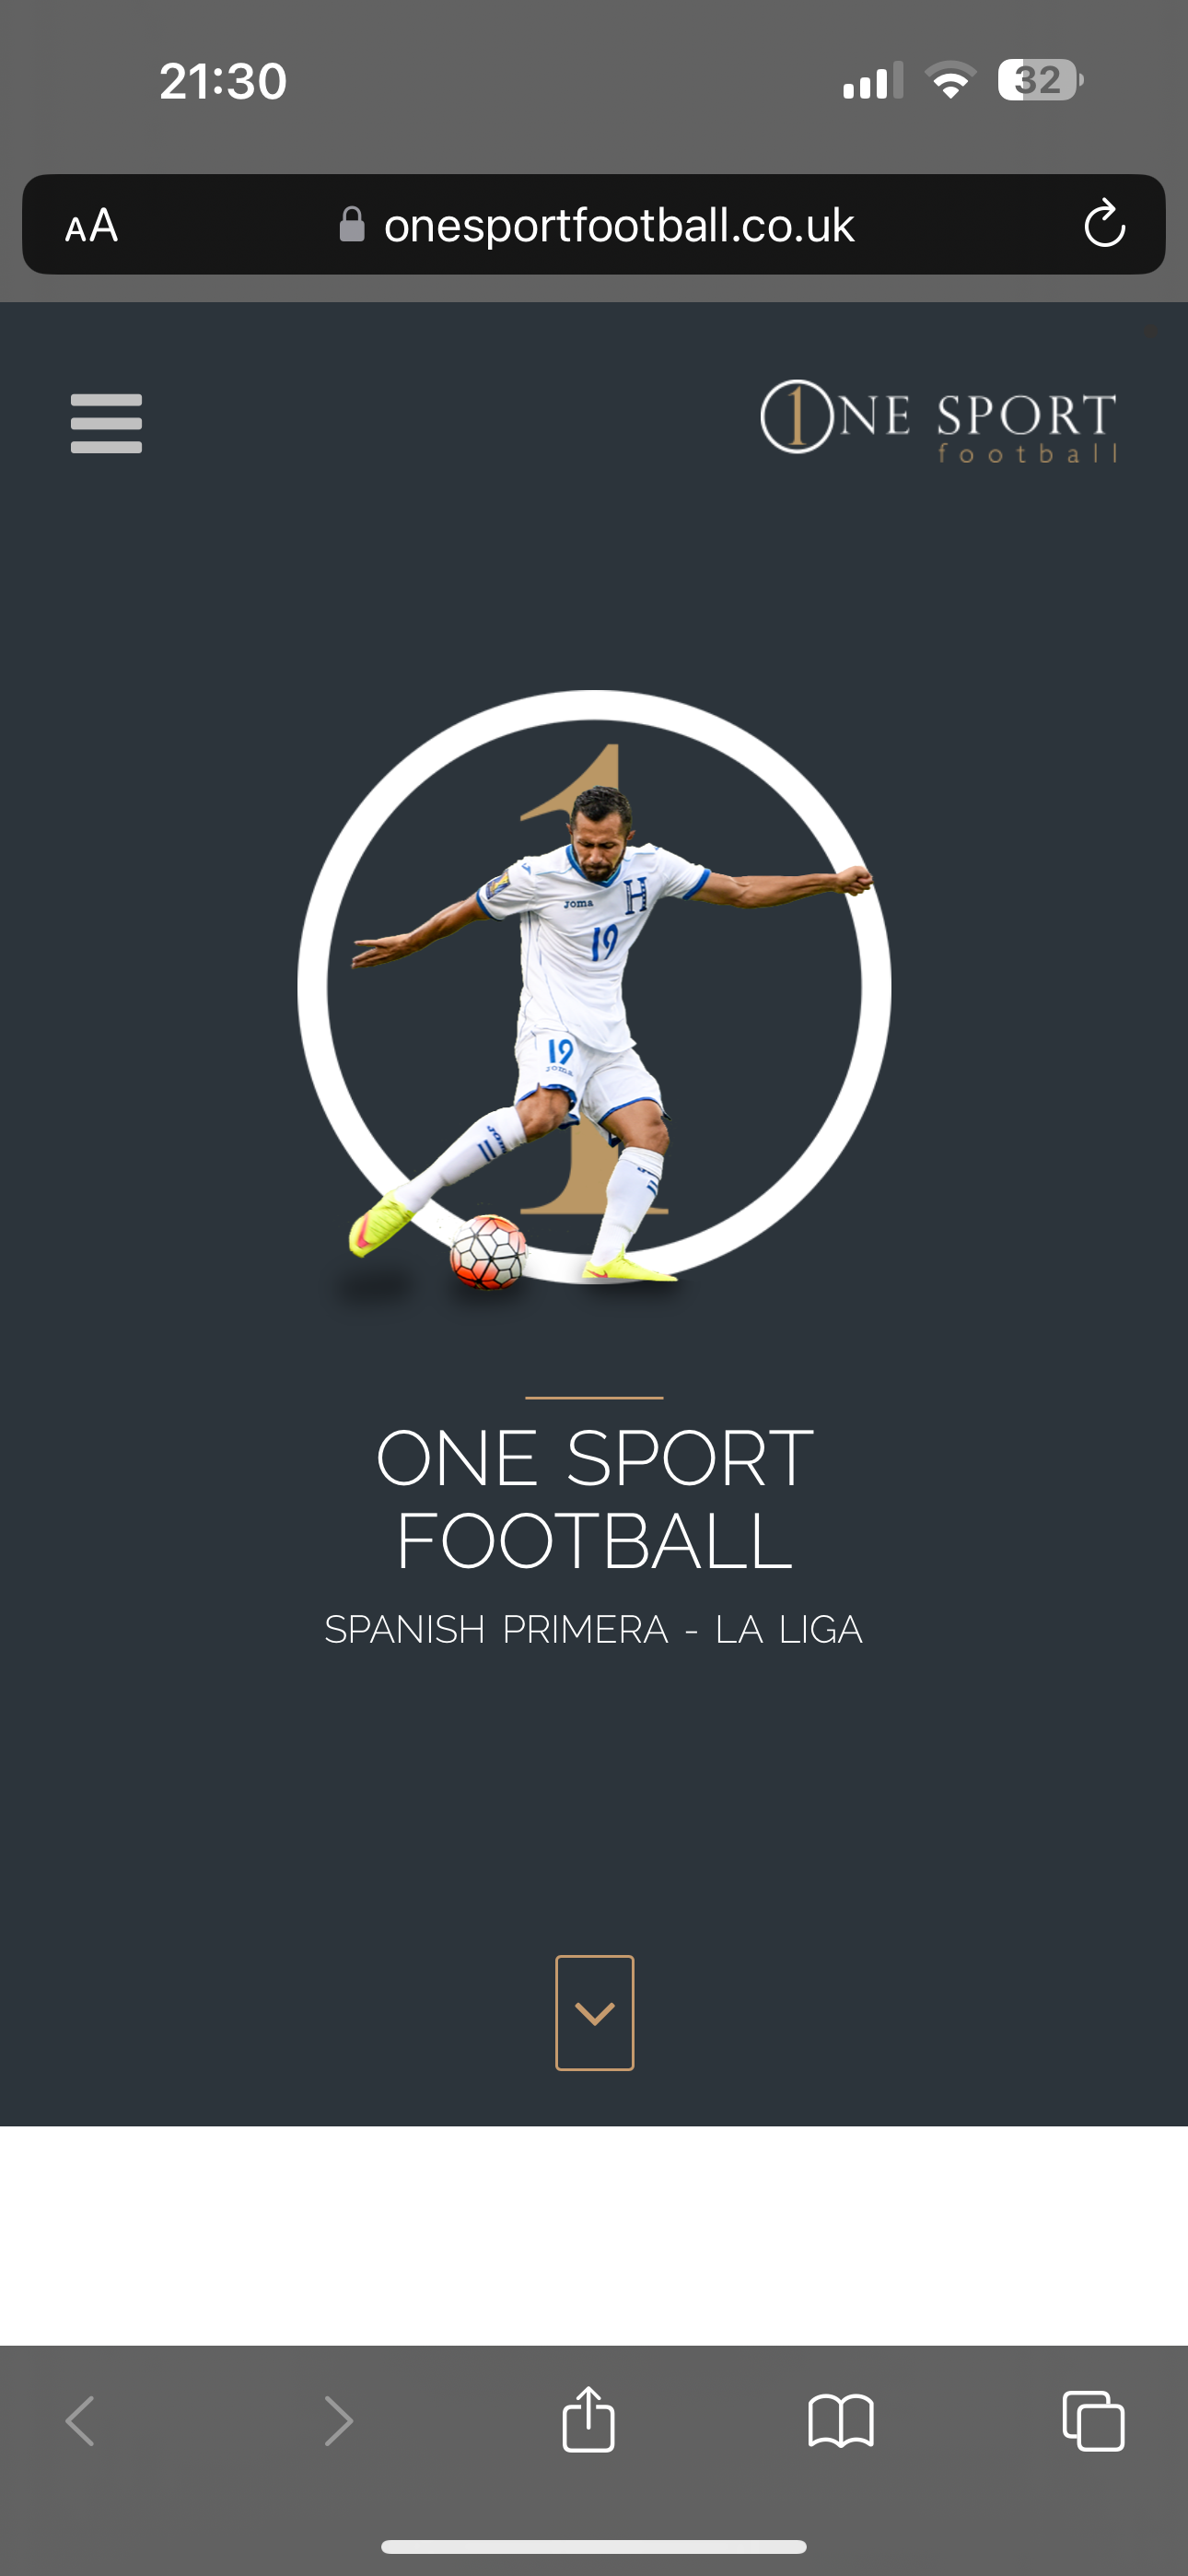 21:30
32
AA
onesportfootball.co.uk
1NE SPORT
football
1
joma H
19
19
joma
ONE SPORT
FOOTBALL
SPANISH PRIMERA - LA LIGA